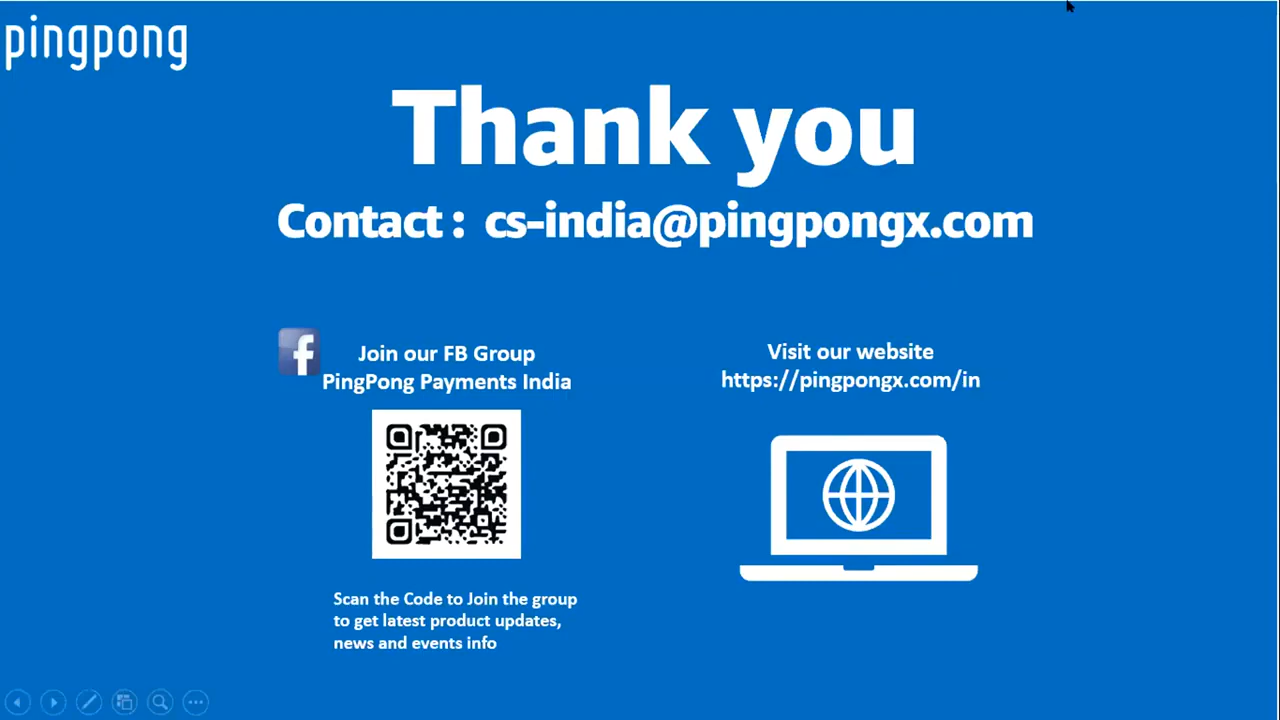 pingpong
Thank you
Contact : cs-india@pingpongx.com
Join our FB Group
PingPong Payments India
Scan the Code to Join the group
to get latest product updates,
news and events info
Visit our website
https://pingpongx.com/in